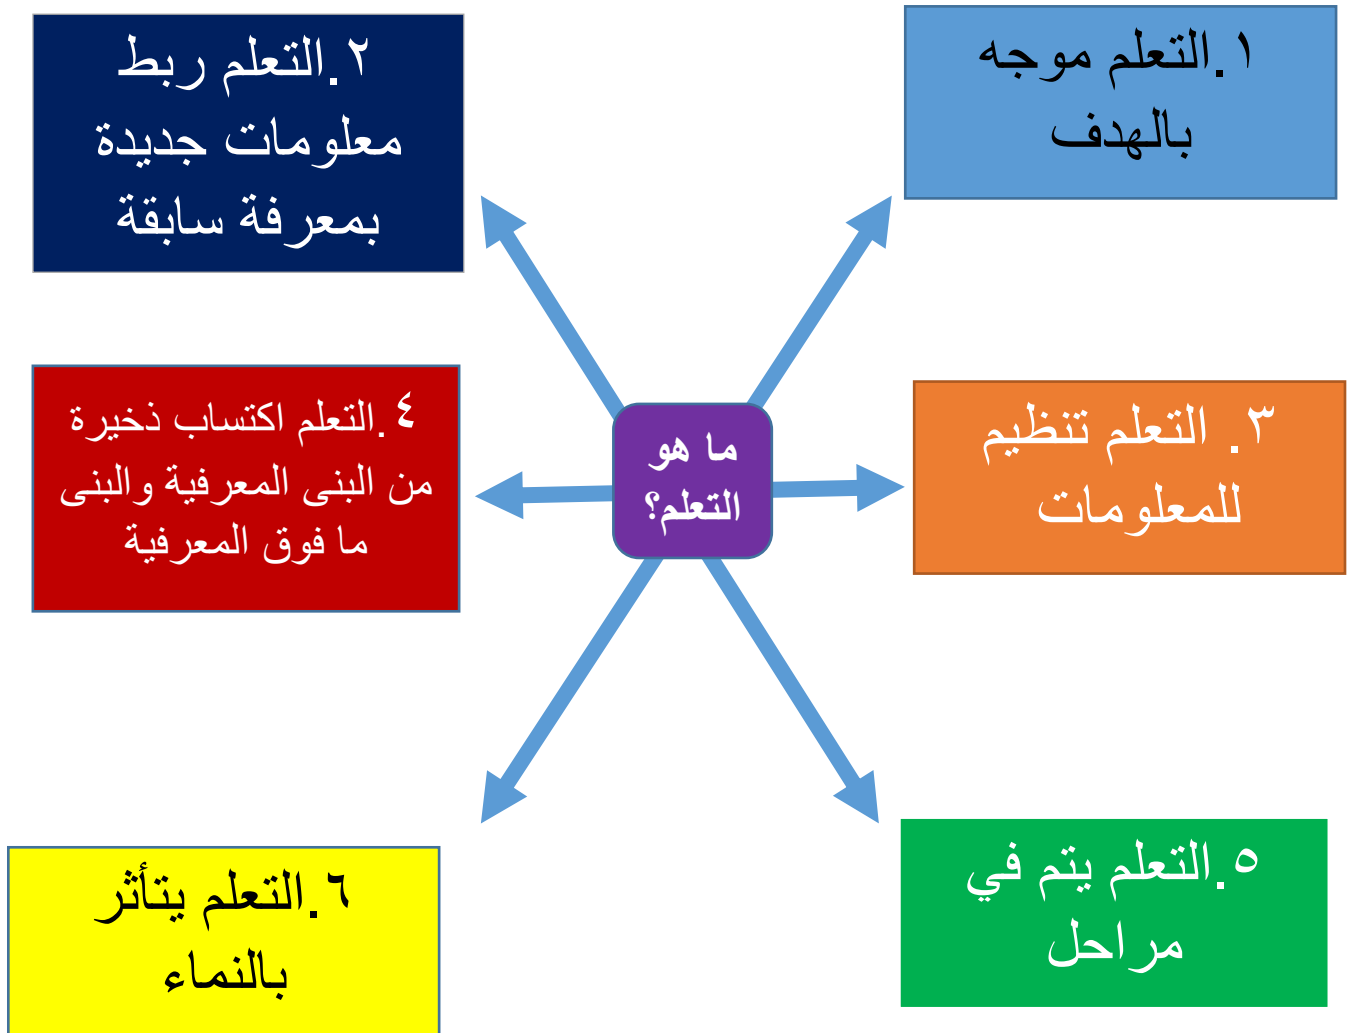 ١.التعلم موجه
بالهدف
٢.التعلم ربط
معلومات جديدة
بمعرفة سابقة
ما هو
التعلم؟
٣. التعلم تنظيم
للمعلومات
٤.التعلم اكتساب ذخيرة
من البنى المعرفية والبنى
ما فوق المعرفية
٥.التعلم يتم في
مراحل
٦.التعلم يتأثر
بالنماء